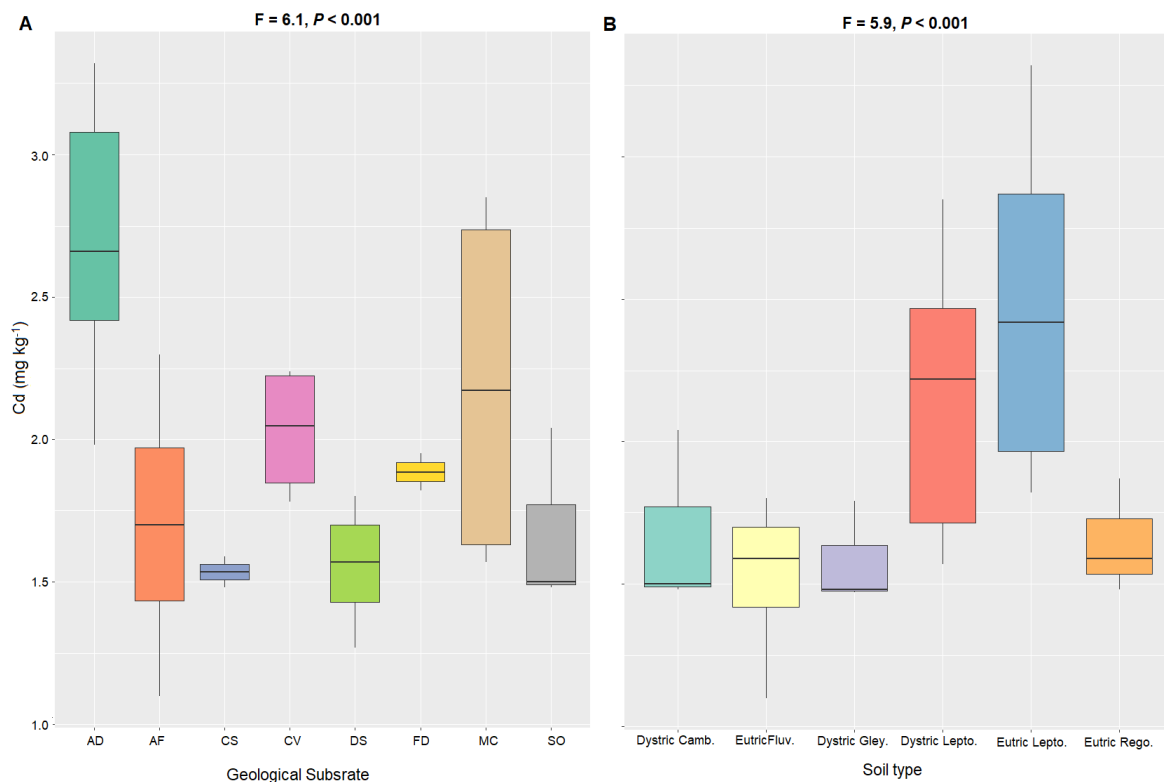 A
F = 6.1, P < 0.001
B
F = 5.9, P < 0.001
Cd (mg kg⁻¹)
3.0
2.5
2.0
1.5
1.0
AD AF CS CV DS FD MC SO
Geological Subsrate
Dystric Camb. EutricFluv. Dystric Gley. Dystric Lepto. Eutric Lepto. Eutric Rego.
Soil type